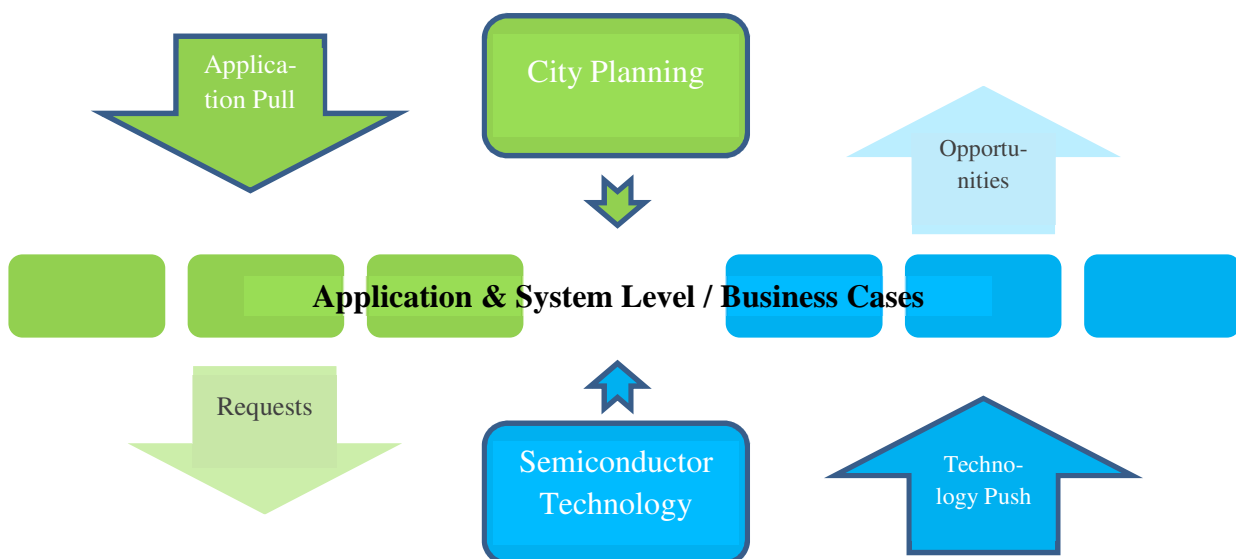 Applica-
tion Pull
City Planning
Opportu-
nities
Application & System Level / Business Cases
Requests
Semiconductor
Technology
Techno-
logy Push